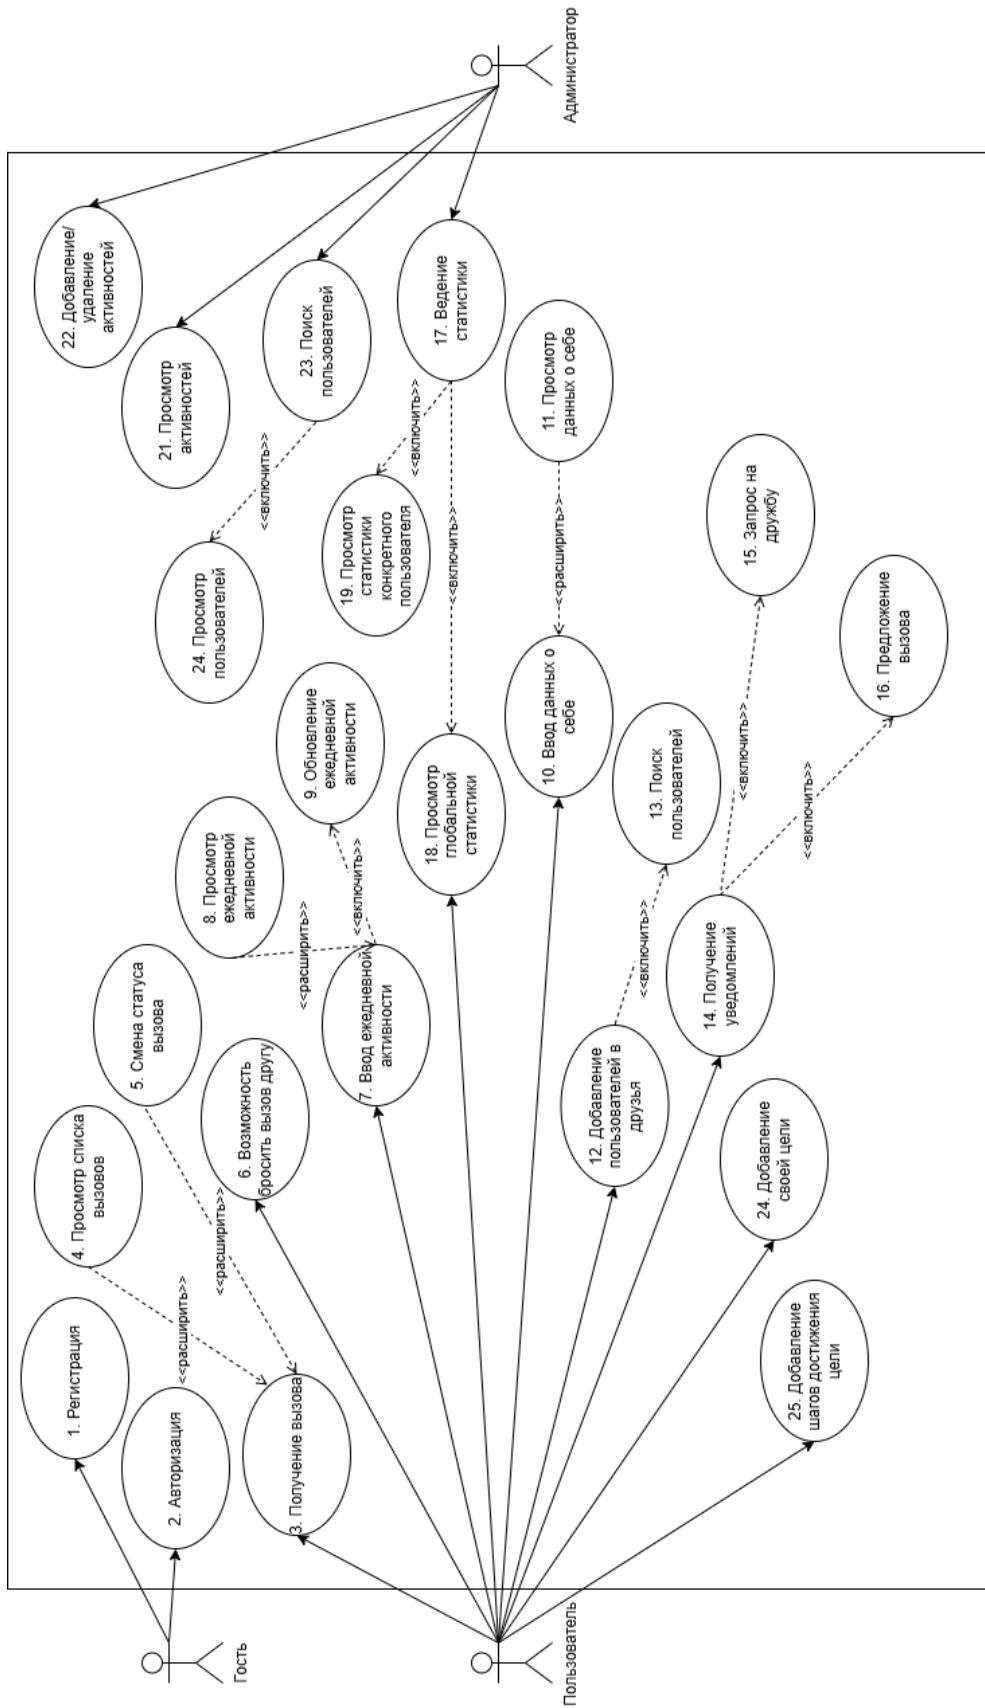 Гость
Пользователь
Администратор
1. Регистрация
2. Авторизация
3. Получение вызова
4. Просмотр списка
вызовов
<<расширить>>
5. Смена статуса
вызова
<<расширить>>
6. Возможность
бросить вызов другу
7. Ввод ежедневной
активности
8. Просмотр
ежедневной
активности
<<расширить>>
9. Обновление
ежедневной
активности
<<включить>>
18. Просмотр
глобальной
статистики
10. Ввод данных о
себе
11. Просмотр
данных о себе
<<расширить>>
12. Добавление
пользователей в
друзья
<<включить>>
13. Поиск
пользователей
14. Получение
уведомлений
<<включить>>
15. Запрос на
дружбу
<<включить>>
16. Предложение
вызова
24. Добавление
своей цели
25. Добавление
шагов достижения
цели
22. Добавление/
удаление
активностей
21. Просмотр
активностей
23. Поиск
пользователей
<<включить>>
24. Просмотр
пользователей
17. Ведение
статистики
<<включить>>
19. Просмотр
статистики
конкретного
пользователя
<<включить>>